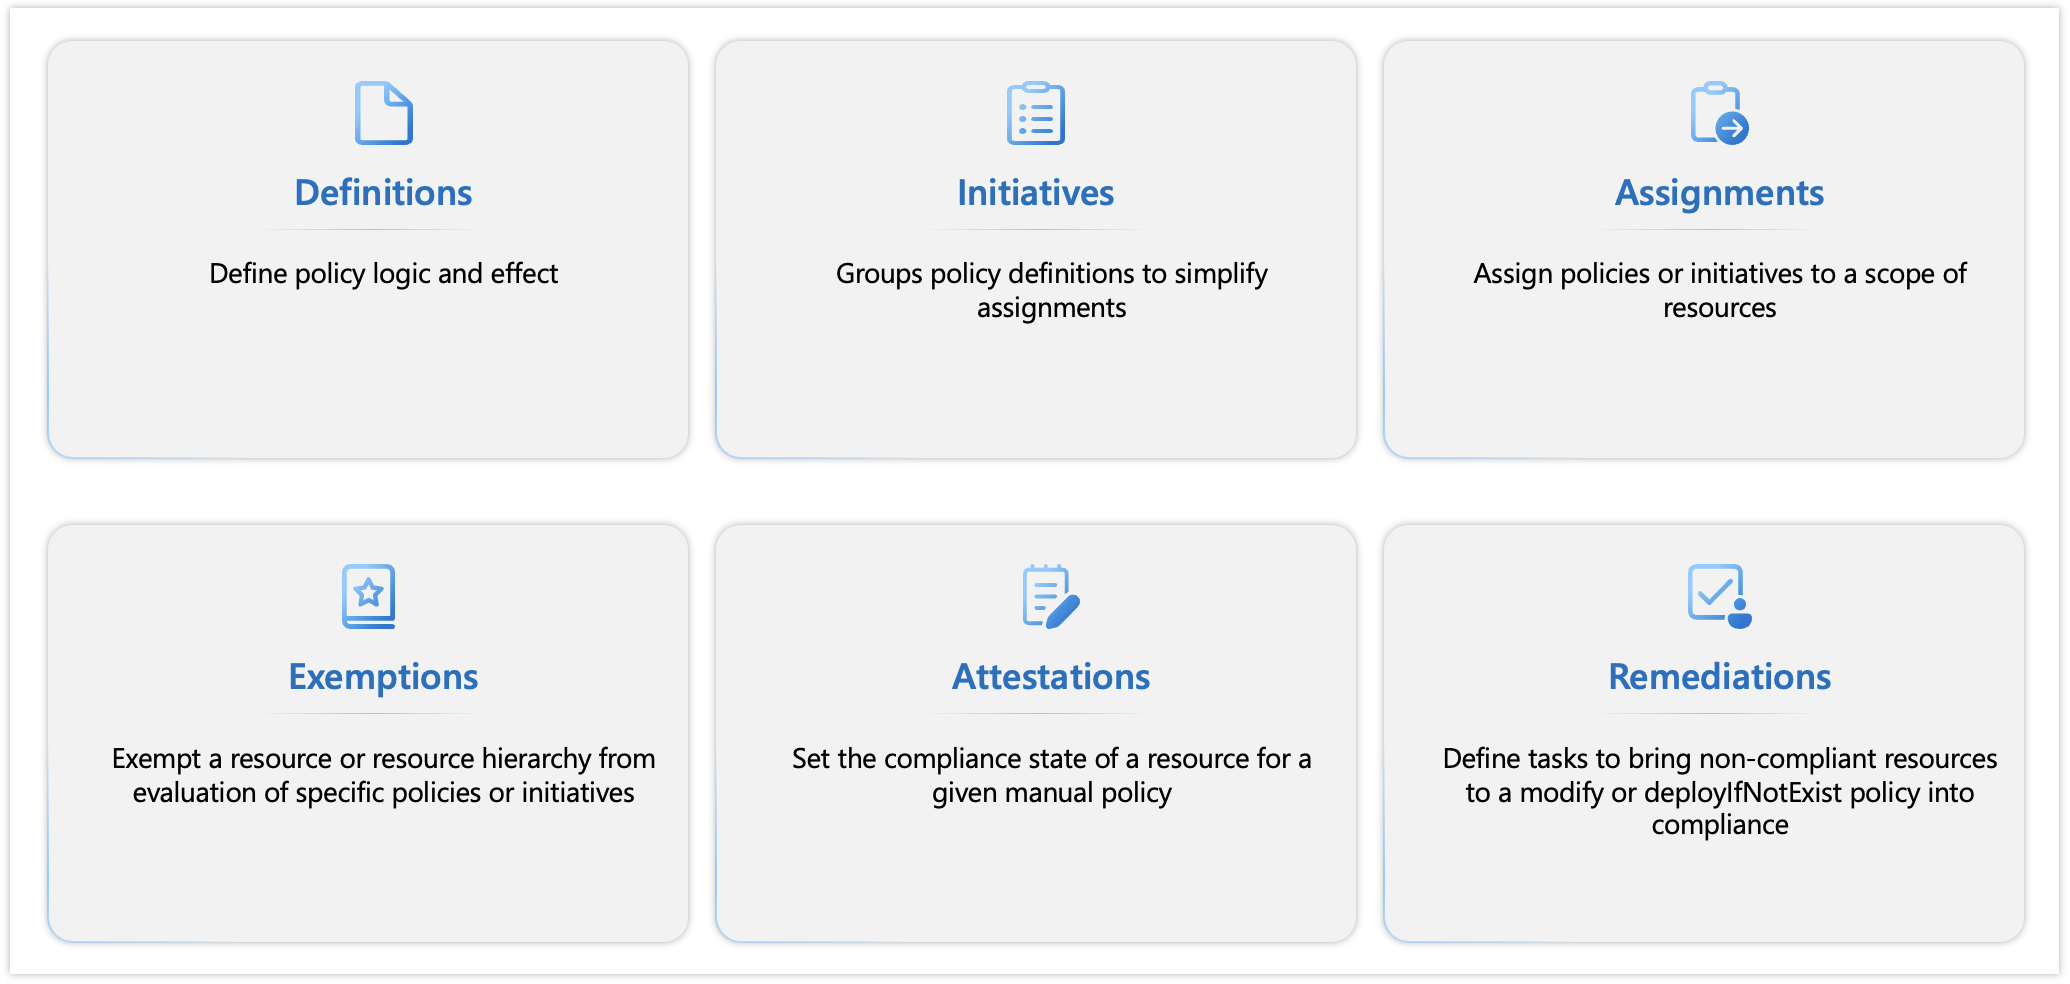 Definitions
Define policy logic and effect
Initiatives
Groups policy definitions to simplify
assignments
Assignments
Assign policies or initiatives to a scope of
resources
Exemptions
Exempt a resource or resource hierarchy from
evaluation of specific policies or initiatives
Attestations
Set the compliance state of a resource for a
given manual policy
Remediations
Define tasks to bring non-compliant resources
to a modify or deployIfNotExist policy into
compliance